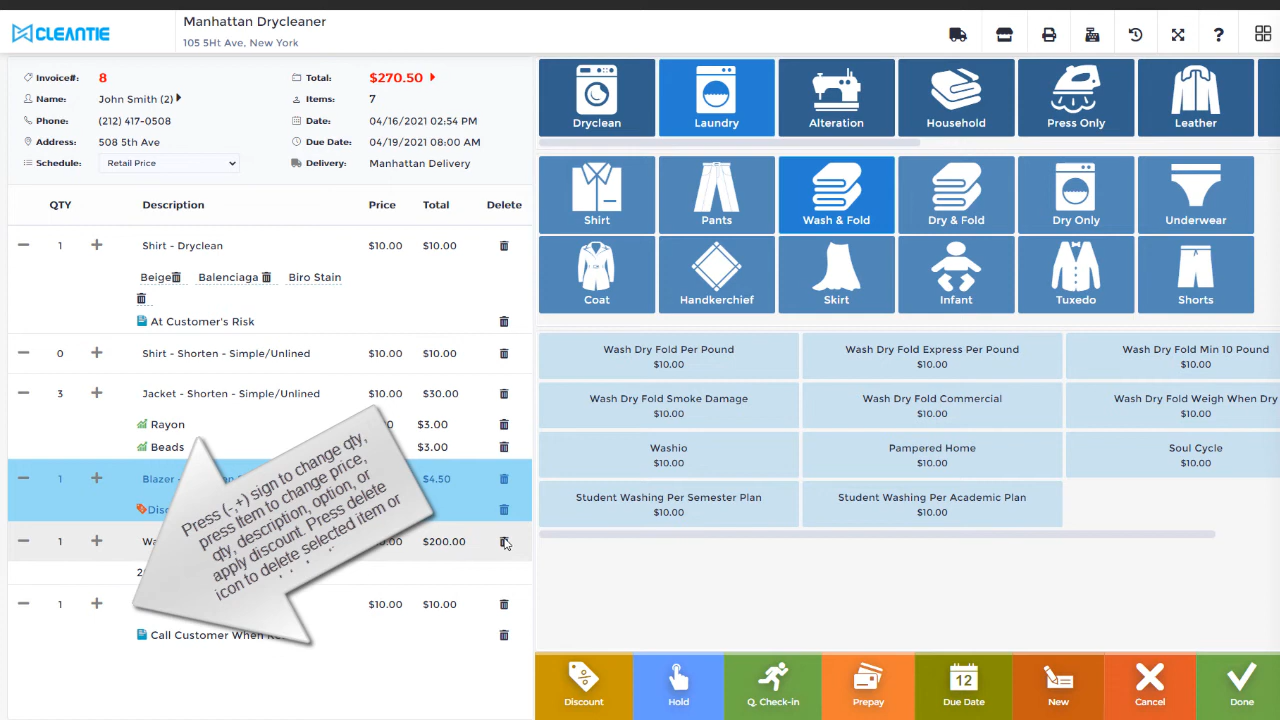 CLEANTIE
Manhattan Drycleaner
105 5Ht Ave, New York
Invoice#: 8
Total: $270.50
Name: John Smith (2)
Items: 7
Phone: (212) 417-0508
Date: 04/16/2021 02:54 PM
Address: 508 5th Ave
Due Date: 04/19/2021 08:00 AM
Schedule: Retail Price
Delivery: Manhattan Delivery
QTY Description Price Total Delete
1 Shirt - Dryclean $10.00 $10.00
Beige Balenciaga Biro Stain
At Customer's Risk
0 Shirt - Shorten - Simple/Unlined $10.00 $10.00
3 Jacket - Shorten - Simple/Unlined $10.00 $30.00
Rayon $3.00
Beads $3.00
1 Blazer - $4.50
1 $200.00
1 $10.00 $10.00
Call Customer When
Press (-,+) sign to change qty,
press item to change price,
qty, description, option, or
apply discount. Press delete
icon to delete selected item or
Dryclean Laundry Alteration Household Press Only Leather
Shirt Pants Wash & Fold Dry & Fold Dry Only Underwear
Coat Handkerchief Skirt Infant Tuxedo Shorts
Wash Dry Fold Per Pound Wash Dry Fold Express Per Pound Wash Dry Fold Min 10 Pound
$10.00 $10.00 $10.00
Wash Dry Fold Smoke Damage Wash Dry Fold Commercial Wash Dry Fold Weigh When Dry
$10.00 $10.00 $10.00
Washio Pampered Home Soul Cycle
$10.00 $10.00 $10.00
Student Washing Per Semester Plan Student Washing Per Academic Plan
$10.00 $10.00
12
Discount Hold Q. Check-in Prepay Due Date New Cancel Done